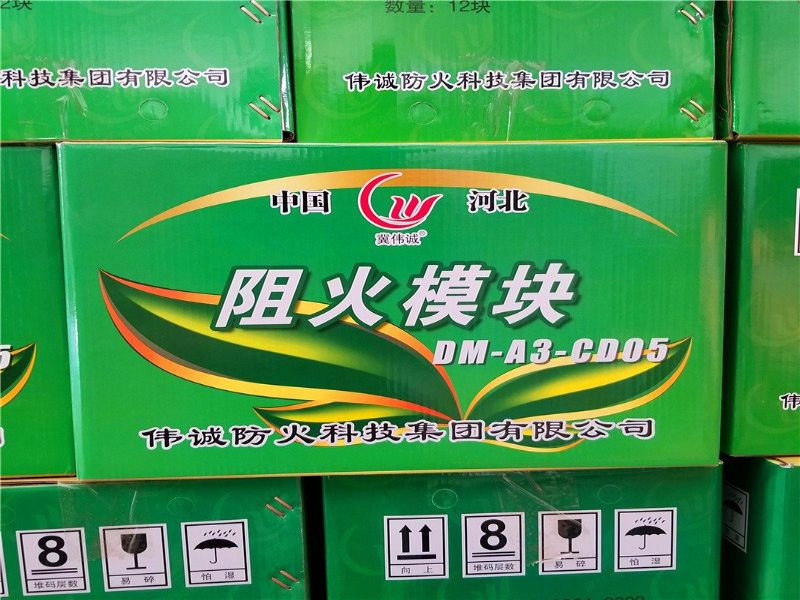 数量：12块
科技集团有限公司
伟诚防火科技集团有限公司
中国 河北
冀伟诚®
阻火模块
DM-A3-CD05
伟诚防火科技集团有限公司
5
伟
8
堆码层数
易碎
怕湿
向上
8
堆码层数
易碎
怕湿